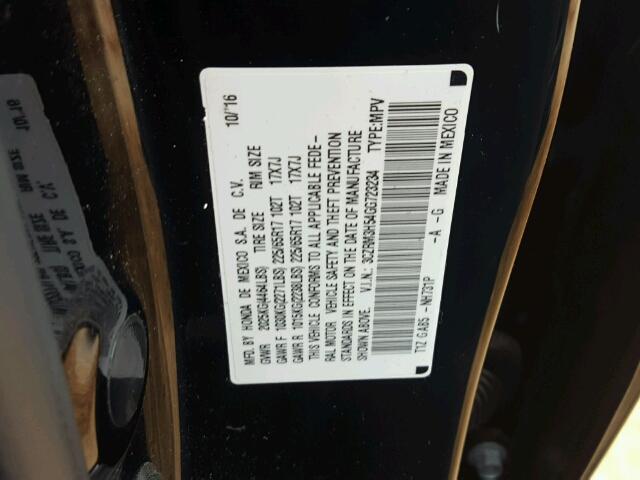 MFD. BY HONDA DE MEXICO S.A. DE C.V. 10/'16
GVWR 2025KG(4464LBS) TIRE SIZE RIM SIZE
GAWR F 1030KG(2271LBS) 225/65R17 102T 17X7J
GAWR R 1015KG(2238LBS) 225/65R17 102T 17X7J
THIS VEHICLE CONFORMS TO ALL APPLICABLE FEDE-
RAL MOTOR VEHICLE SAFETY AND THEFT PREVENTION
STANDARDS IN EFFECT ON THE DATE OF MANUFACTURE
SHOWN ABOVE. V.I.N.: 3CZRM3H54GG723234 TYPE:MPV
T1Z GAB5 -NH731P -A -G MADE IN MEXICO